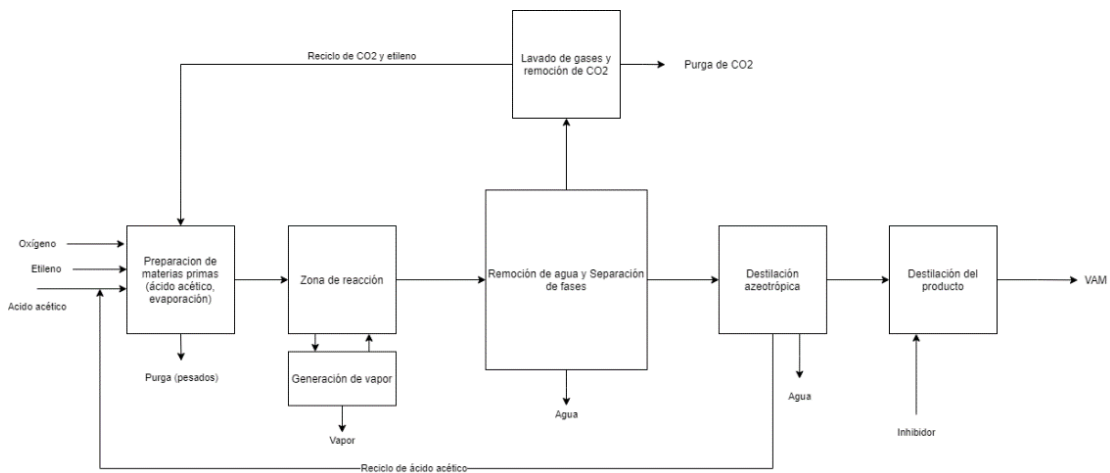 Lavado de gases y
remoción de CO2
Purga de CO2
Reciclo de CO2 y etileno
Oxígeno
Etileno
Acido acético
Preparacion de
materias primas
(ácido acético,
evaporación)
Purga (pesados)
Zona de reacción
Generación de vapor
Vapor
Remoción de agua y Separación
de fases
Agua
Destilación
azeotrópica
Agua
Destilación del
producto
VAM
Inhibidor
Reciclo de ácido acético